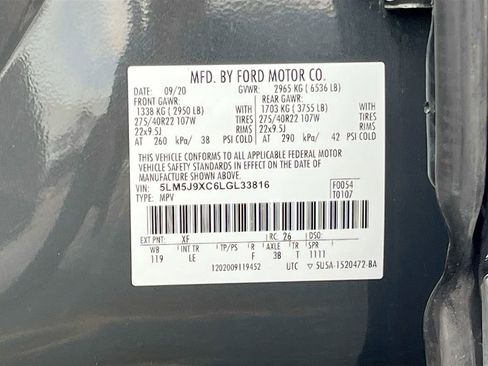 MFD. BY FORD MOTOR CO.
DATE: 09/20 GVWR: 2965 KG ( 6536 LB)
FRONT GAWR: REAR GAWR:
1338 KG ( 2950 LB) 1703 KG ( 3755 LB)
275/40R22 107W TIRES 275/40R22 107W TIRES
22x9.5J RIMS 22x9.5J RIMS
AT 260 kPa/ 38 PSI COLD AT 290 kPa/ 42 PSI COLD
THIS VEHICLE CONFORMS TO ALL APPLICABLE FEDERAL MOTOR
VEHICLE SAFETY STANDARDS IN EFFECT ON THE DATE OF
MANUFACTURE SHOWN ABOVE.
VIN: 5LM5J9XC6LGL33816 F0054
TYPE: MPV T0107
EXT PNT: XF RC: 26 DSO:
WB INT TR TP/PS R AXLE TR SPR
119 LE F 3B T 1111
1202009119452 UTC ▽ 5U5A-1520472-BA